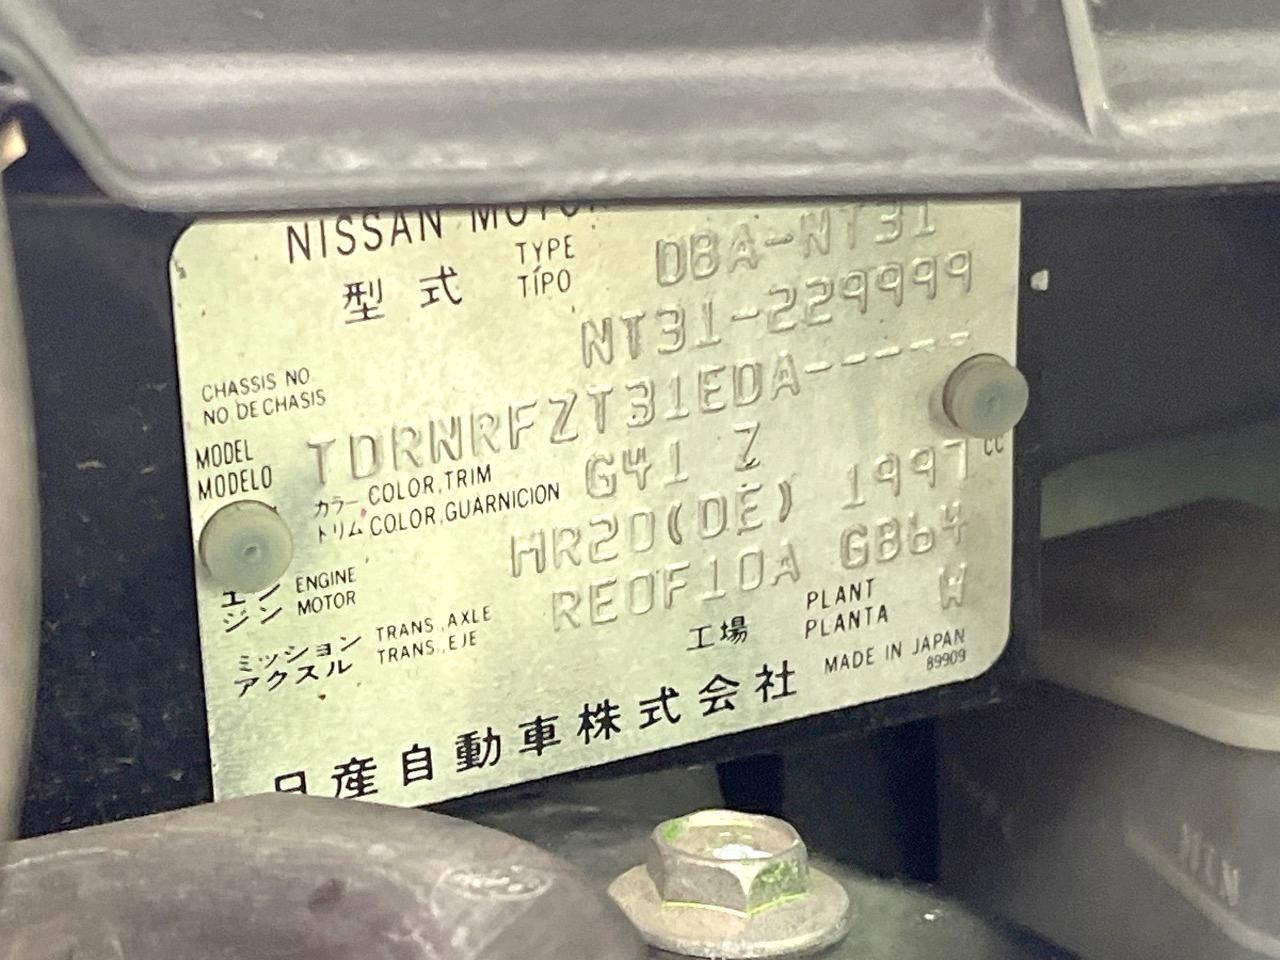 NISSAN MOTOR
型式 TYPE TÍPO DBA-NT31
CHASSIS NO NO DE CHASIS NT31-229999
MODEL MODELO TDRNRFZT31EDA-----
カラー COLOR,TRIM トリム COLOR,GUARNICION G41 Z
エンジン ENGINE MOTOR MR20(DE) 1997 CC
ミッション アクスル TRANS.,AXLE TRANS.,EJE RE0F10A GB64
工場 PLANT PLANTA W
MADE IN JAPAN
89909
日産自動車株式会社